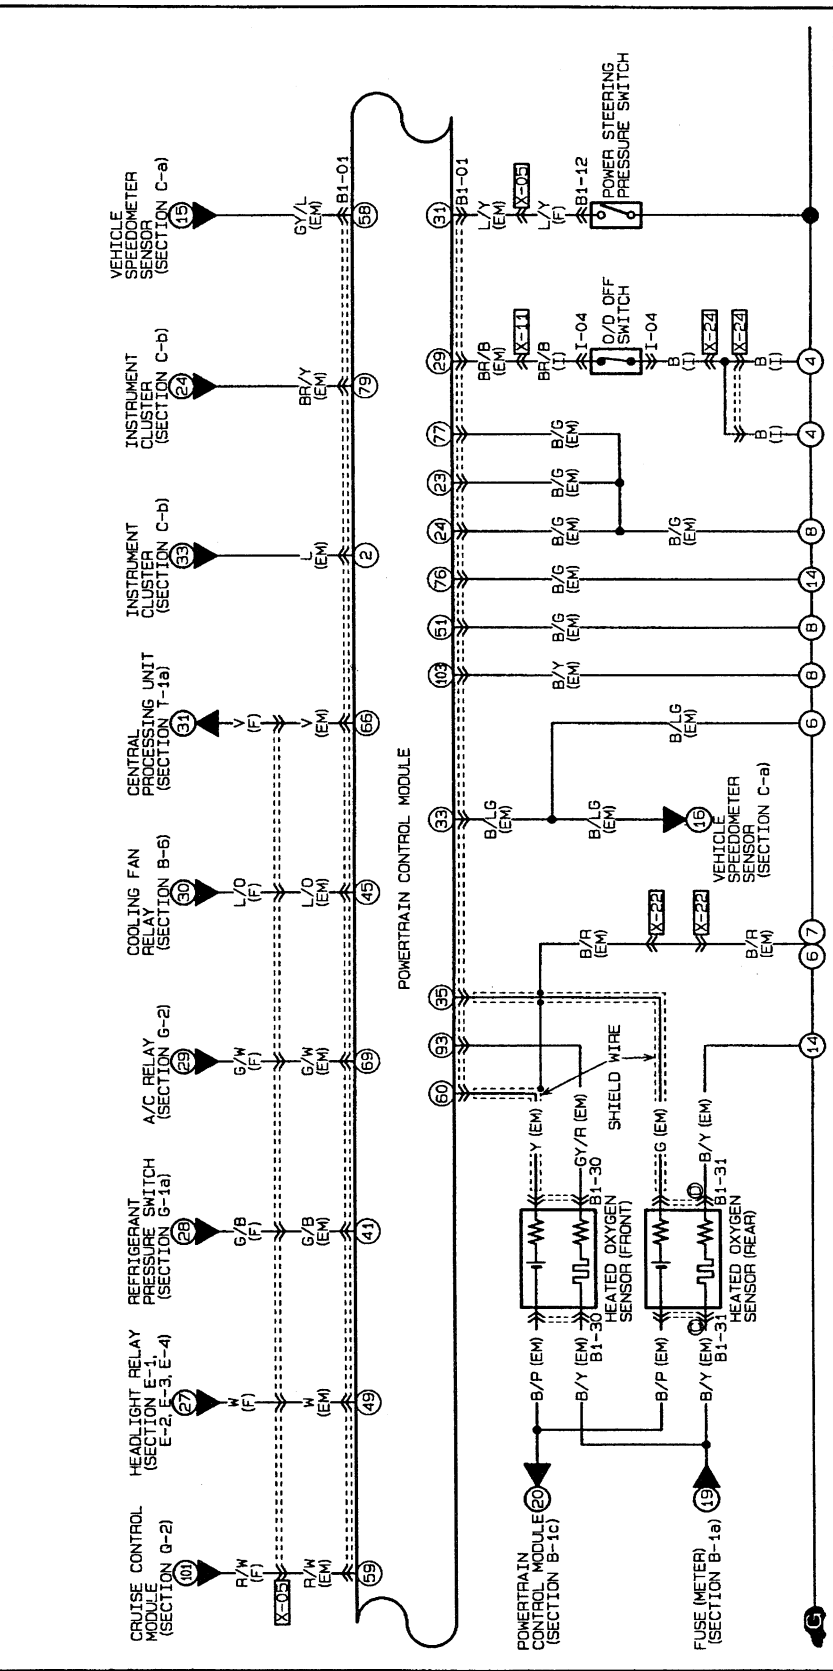 CRUISE CONTROL
MODULE
(SECTION Q-2)
101
R/W
(F)
X-05
R/W
(EM)
59
HEADLIGHT RELAY
(SECTION E-1,
E-2, E-3, E-4)
27
W
(F)
W
(EM)
49
REFRIGERANT
PRESSURE SWITCH
(SECTION G-1a)
28
G/B
(F)
G/B
(EM)
41
A/C RELAY
(SECTION G-2)
29
G/W
(F)
G/W
(EM)
69
COOLING FAN
RELAY
(SECTION B-6)
30
L/O
(F)
L/O
(EM)
45
CENTRAL
PROCESSING UNIT
(SECTION T-1a)
31
V
(F)
V
(EM)
66
INSTRUMENT
CLUSTER
(SECTION C-b)
33
L
(EM)
2
INSTRUMENT
CLUSTER
(SECTION C-b)
24
BR/Y
(EM)
79
VEHICLE
SPEEDOMETER
SENSOR
(SECTION C-a)
15
GY/L
(EM)
B1-01
58
POWERTRAIN CONTROL MODULE
60
93
35
33
103
51
76
24
23
77
29
31
B1-01
POWERTRAIN
CONTROL MODULE
(SECTION B-1c)
20
B/P (EM)
B/Y (EM)
B1-30
HEATED OXYGEN
SENSOR (FRONT)
B1-30
Y (EM)
GY/R (EM)
SHIELD WIRE
FUSE (METER)
(SECTION B-1a)
19
B/P (EM)
B/Y (EM)
C
B1-31
HEATED OXYGEN
SENSOR (REAR)
D
B1-31
G (EM)
B/Y (EM)
14
B/R
(EM)
X-22
X-22
B/R
(EM)
6
7
B/LG
(EM)
B/LG
(EM)
16
VEHICLE
SPEEDOMETER
SENSOR
(SECTION C-a)
B/LG
(EM)
6
B/Y
(EM)
8
B/G
(EM)
8
B/G
(EM)
14
B/G
(EM)
B/G
(EM)
B/G
(EM)
B/G
(EM)
8
BR/B
(EM)
X-11
BR/B
(I)
I-04
O/D OFF
SWITCH
I-04
B
(I)
X-24
X-24
B
(I)
4
B
(I)
4
L/Y
(EM)
X-05
L/Y
(F)
B1-12
POWER STEERING
PRESSURE SWITCH
G